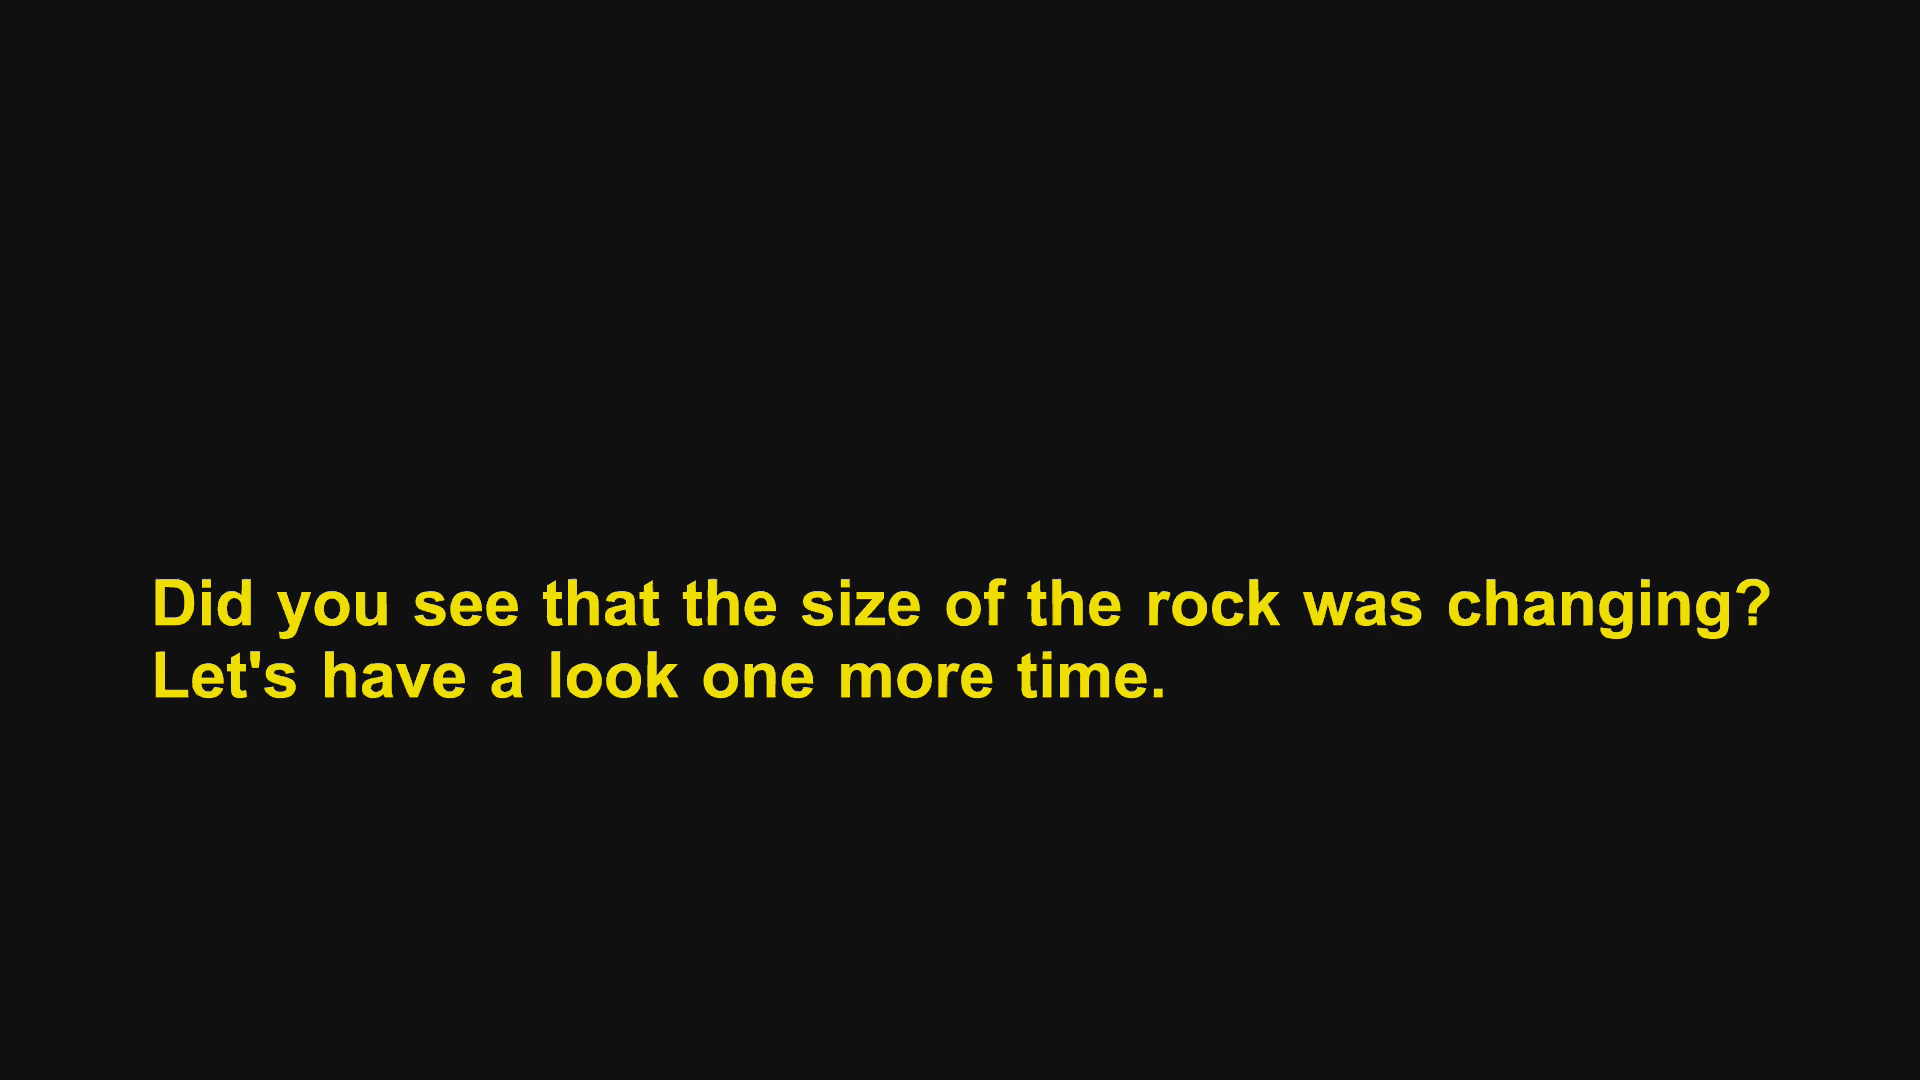 Did you see that the size of the rock was changing?
Let's have a look one more time.